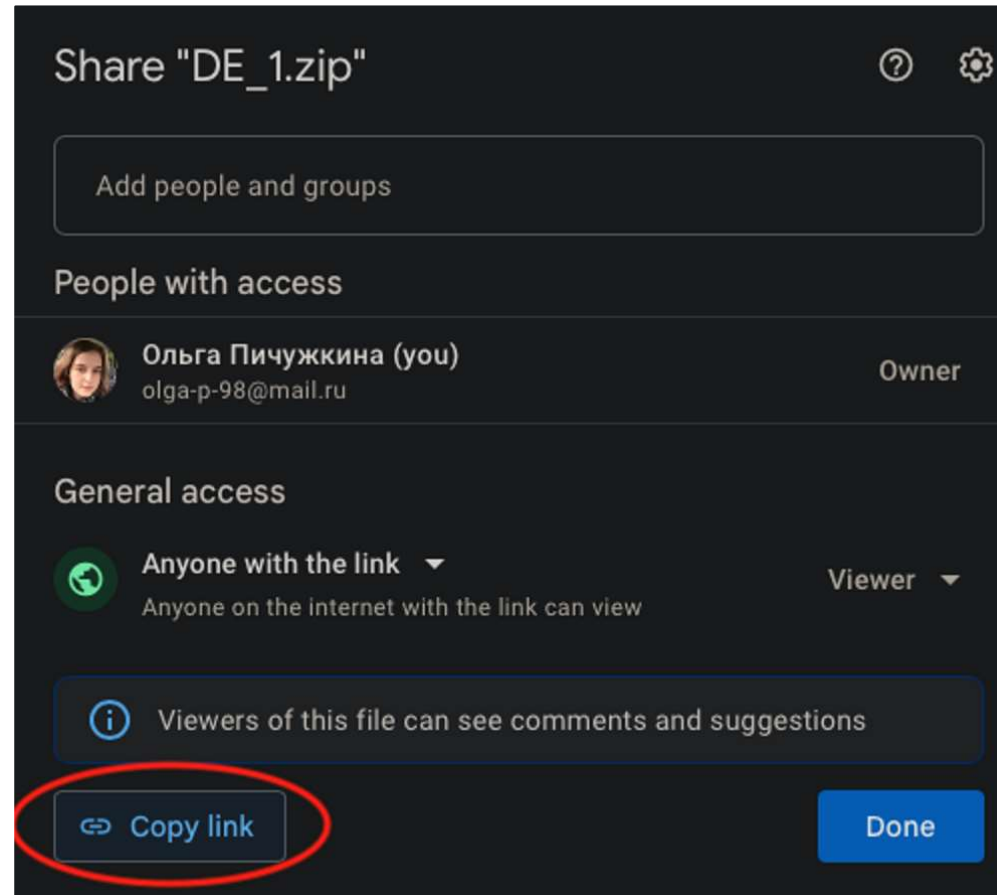 Share "DE_1.zip"
Add people and groups
People with access
Ольга Пичужкина (you)
olga-p-98@mail.ru
Owner
General access
Anyone with the link
Anyone on the internet with the link can view
Viewer
Viewers of this file can see comments and suggestions
Copy link
Done